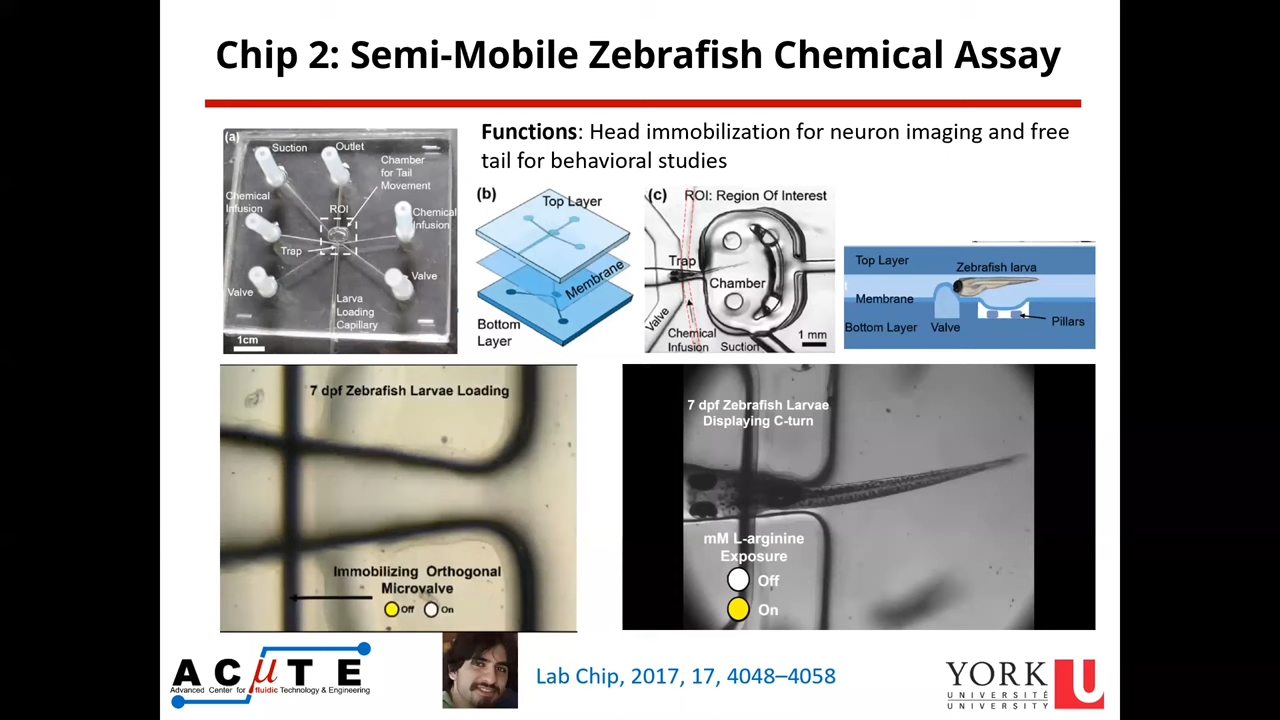 Chip 2: Semi-Mobile Zebrafish Chemical Assay
Functions: Head immobilization for neuron imaging and free
tail for behavioral studies
(a)
Suction
Outlet
Chamber
for Tail
Movement
Chemical
Infusion
ROI
Chemical
Infusion
Trap
Valve
Valve
Larva
Loading
Capillary
1cm
(b)
Top Layer
Membrane
Bottom
Layer
(c)
ROI: Region Of Interest
Trap
Chamber
Valve
Chemical
Infusion
Suction
1 mm
Top Layer
Zebrafish larva
Membrane
Bottom Layer
Valve
Pillars
7 dpf Zebrafish Larvae Loading
Immobilizing Orthogonal
Microvalve
Off On
7 dpf Zebrafish Larvae
Displaying C-turn
mM L-arginine
Exposure
Off
On
ACμTE
Advanced Center for fluidic Technology & Engineering
Lab Chip, 2017, 17, 4048–4058
YORK U
UNIVERSITÉ
UNIVERSITY